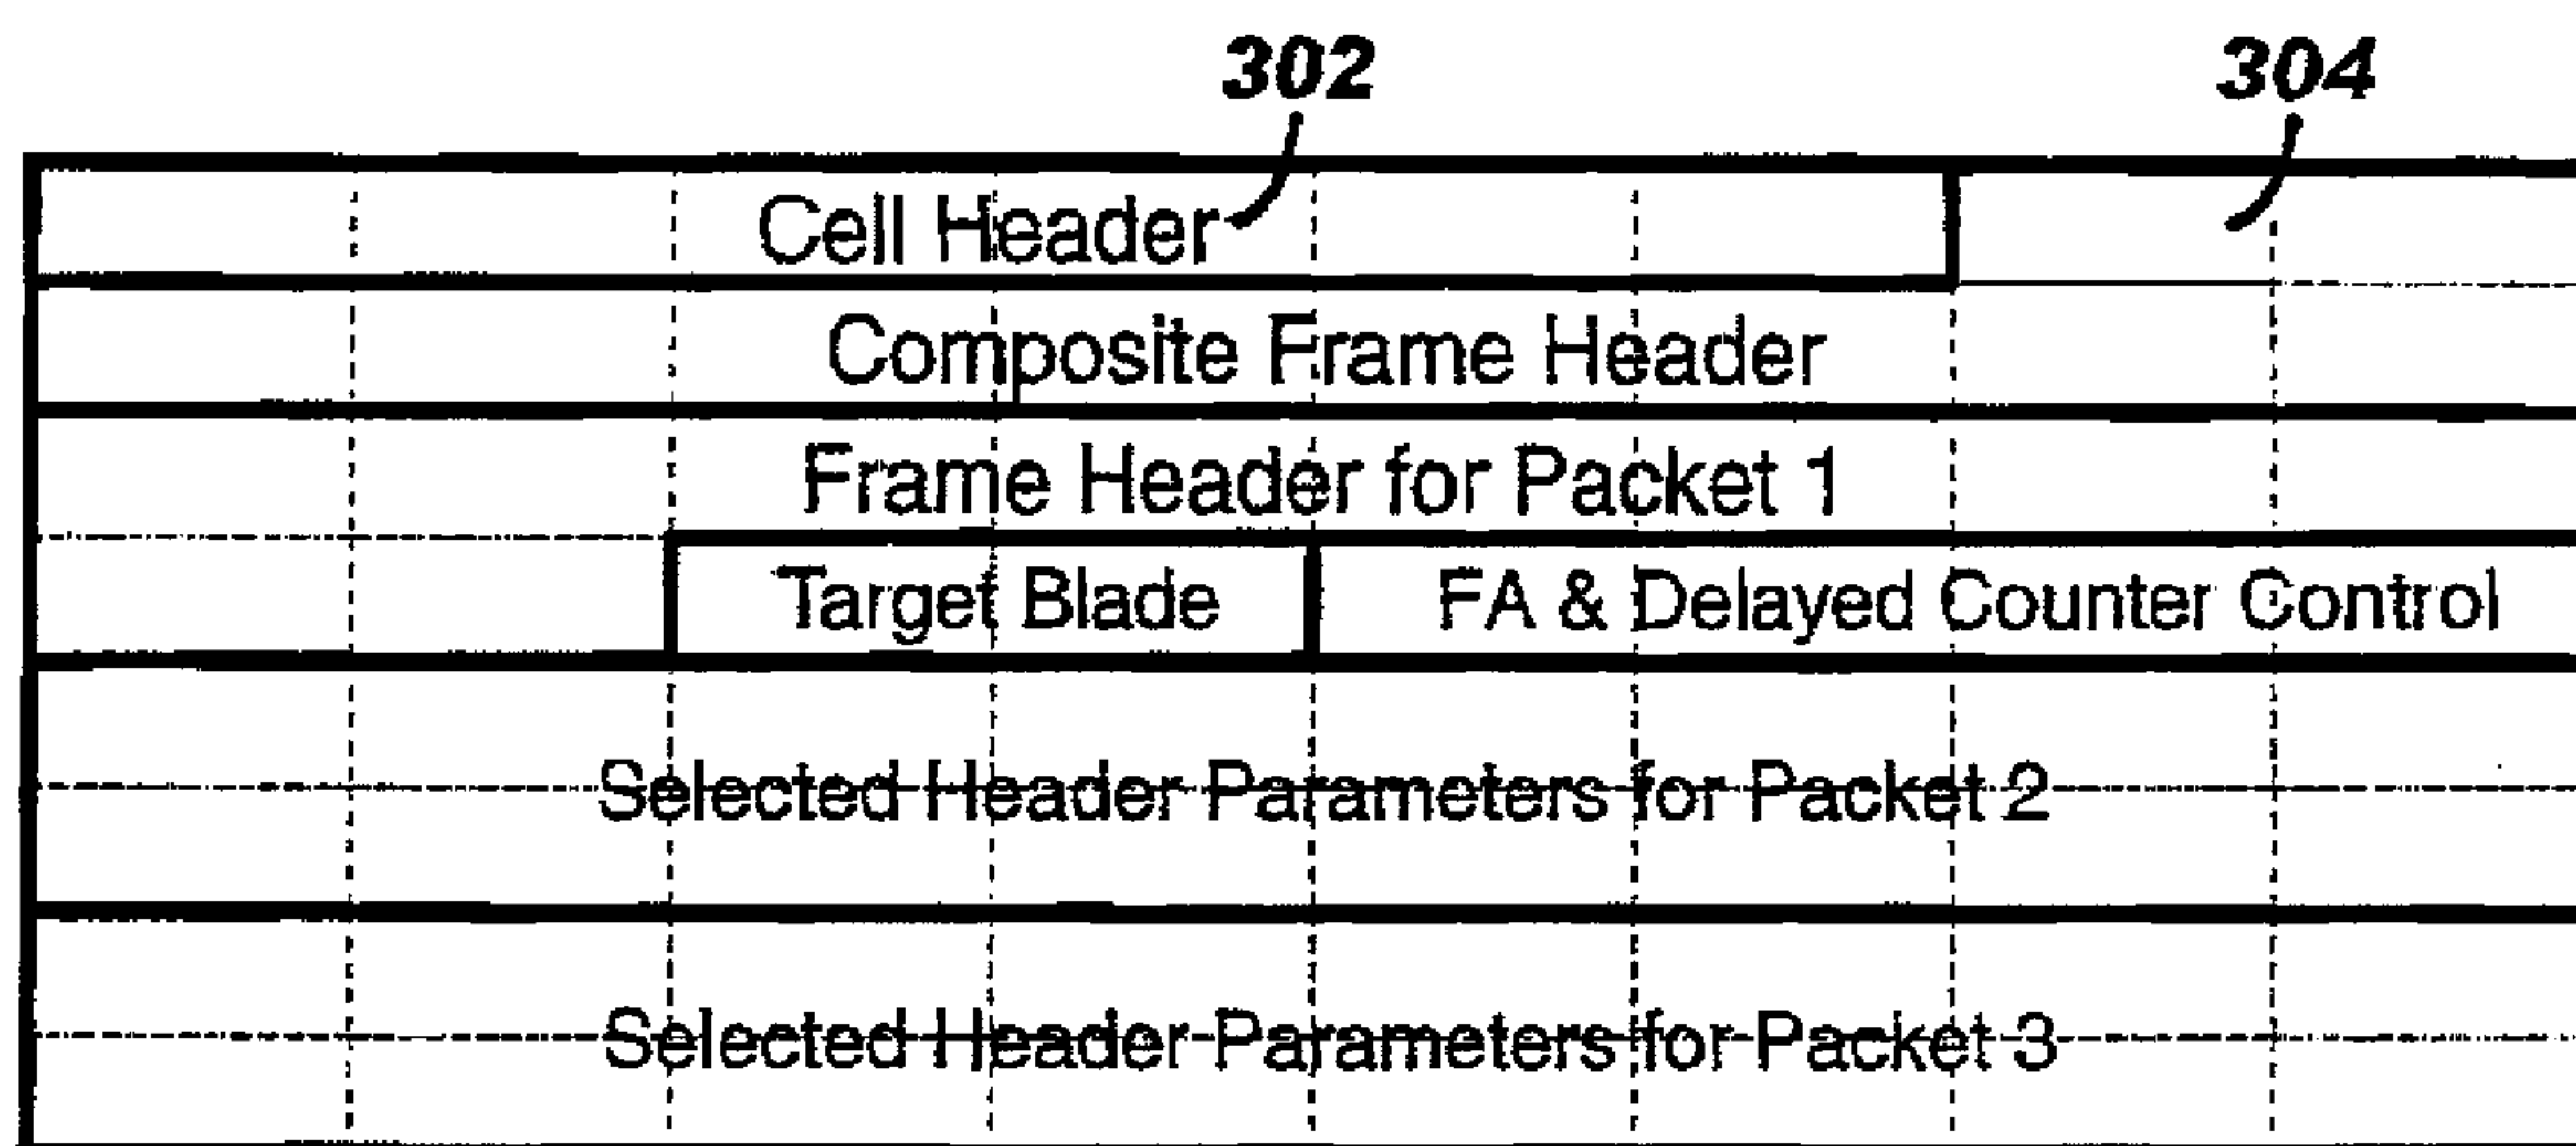 302 304
Cell Header
Composite Frame Header
Frame Header for Packet 1
Target Blade FA & Delayed Counter Control
Selected Header Parameters for Packet 2
Selected Header Parameters for Packet 3